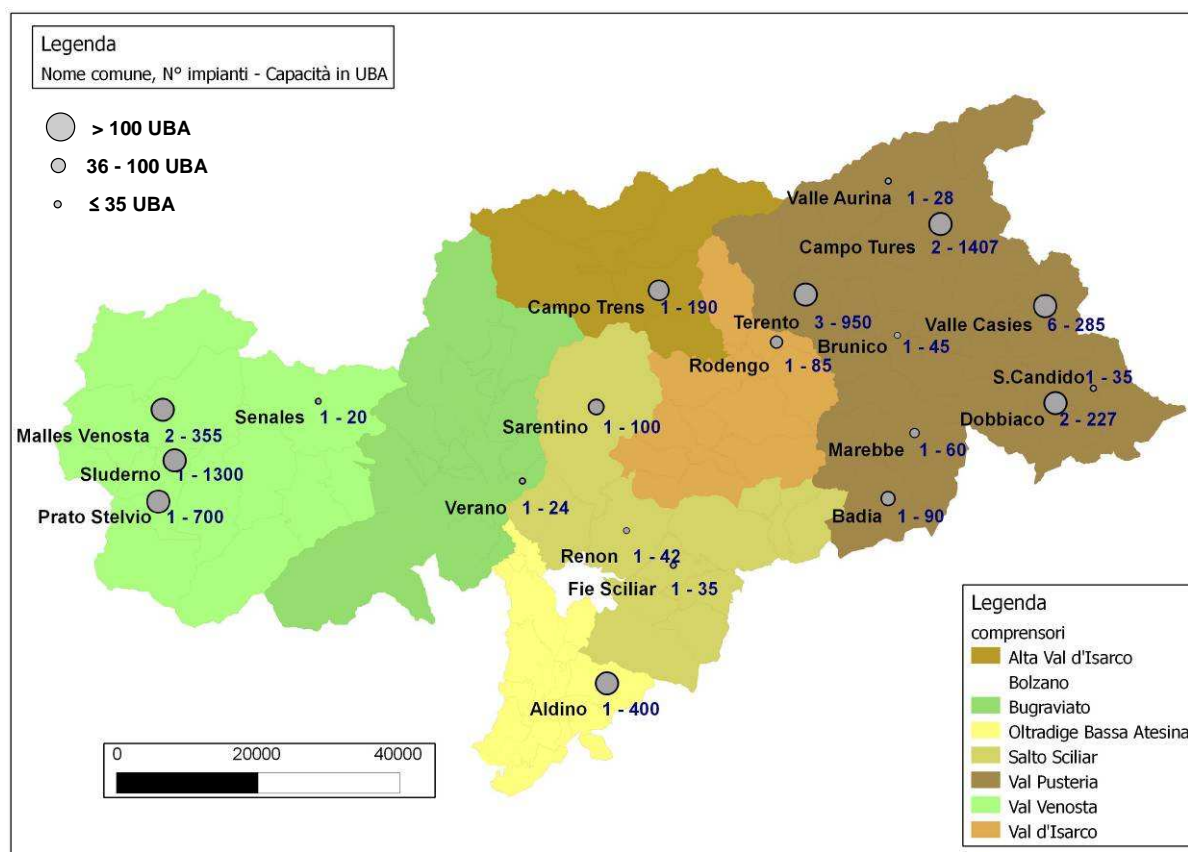 Legenda
Nome comune, N° impianti - Capacità in UBA
> 100 UBA
36 - 100 UBA
≤ 35 UBA
Valle Aurina 1 - 28
Campo Tures 2 - 1407
Campo Trens 1 - 190
Terento 3 - 950
Valle Casies 6 - 285
Brunico 1 - 45
Rodengo 1 - 85
S.Candido 1 - 35
Dobbiaco 2 - 227
Senales 1 - 20
Sarentino 1 - 100
Malles Venosta 2 - 355
Marebbe 1 - 60
Sluderno 1 - 1300
Prato Stelvio 1 - 700
Verano 1 - 24
Badia 1 - 90
Renon 1 - 42
Fie Sciliar 1 - 35
Aldino 1 - 400
0 20000 40000
Legenda
comprensori
Alta Val d'Isarco
Bolzano
Bugraviato
Oltradige Bassa Atesina
Salto Sciliar
Val Pusteria
Val Venosta
Val d'Isarco